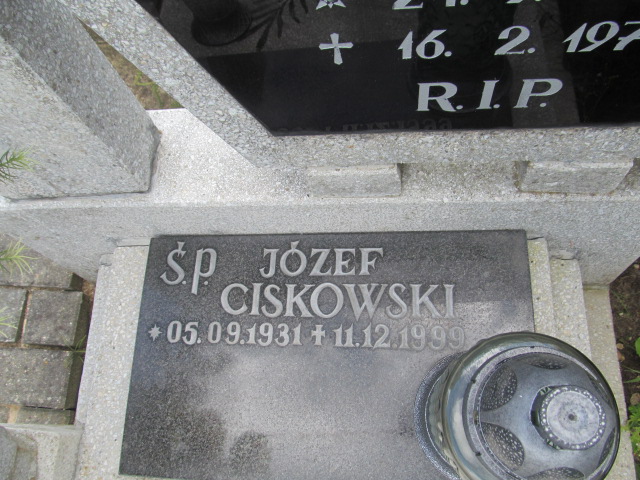 ✝ 16. 2. 197
R.I.P.
Ś.P. JÓZEF
CISKOWSKI
* 05.09.1931 ✝ 11.12.1999